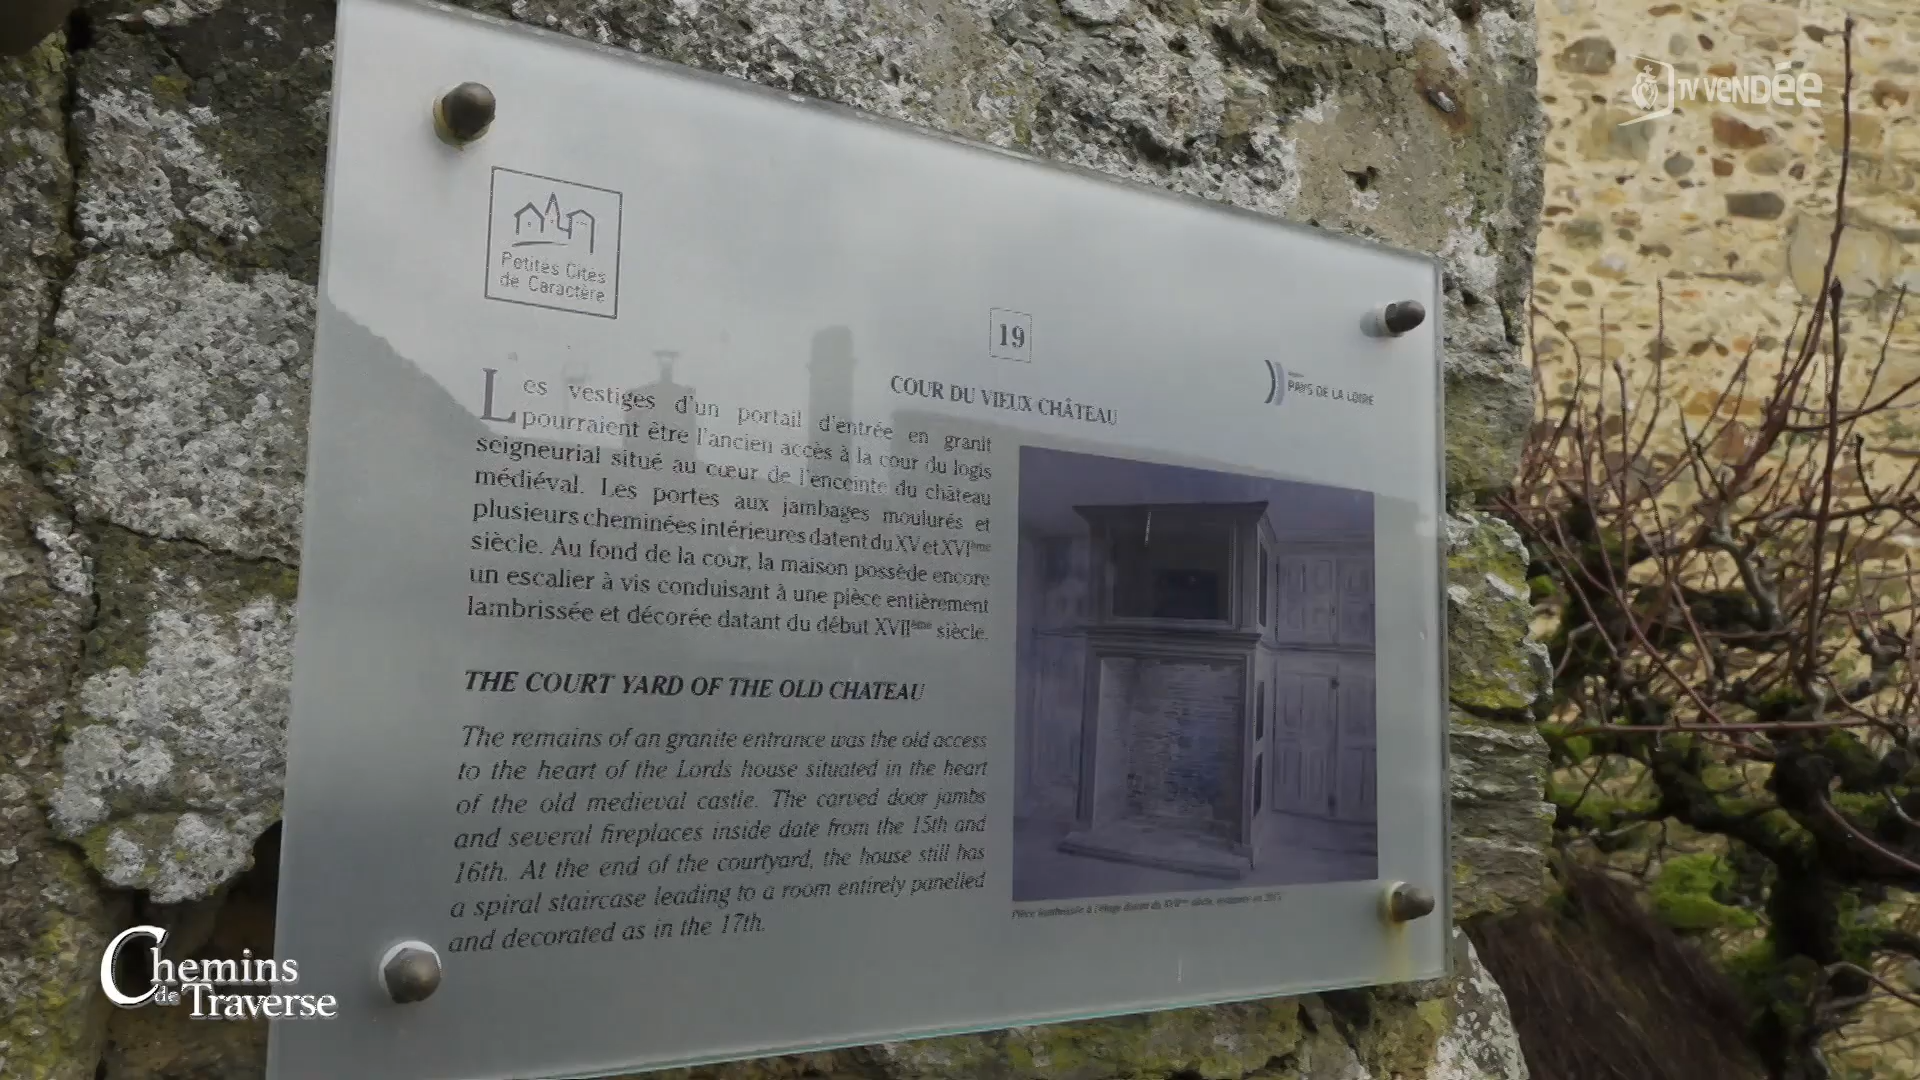 TV VENDÉE
Petites Cités
de Caractère
19
COUR DU VIEUX CHÂTEAU
PAYS DE LA LOIRE
Les vestiges d'un portail d'entrée en granit
pourraient être l'ancien accès à la cour du logis
seigneurial situé au cœur de l'enceinte du château
médiéval. Les portes aux jambages moulurés et
plusieurs cheminées intérieures datent du XV et XVIème
siècle. Au fond de la cour, la maison possède encore
un escalier à vis conduisant à une pièce entièrement
lambrissée et décorée datant du début XVIIème siècle.
THE COURT YARD OF THE OLD CHATEAU
The remains of an granite entrance was the old access
to the heart of the Lords house situated in the heart
of the old medieval castle. The carved door jambs
and several fireplaces inside date from the 15th and
16th. At the end of the courtyard, the house still has
a spiral staircase leading to a room entirely panelled
and decorated as in the 17th.
Pièce lambrissée à l'étage datant du XVIIème siècle,
Chemins
de Traverse